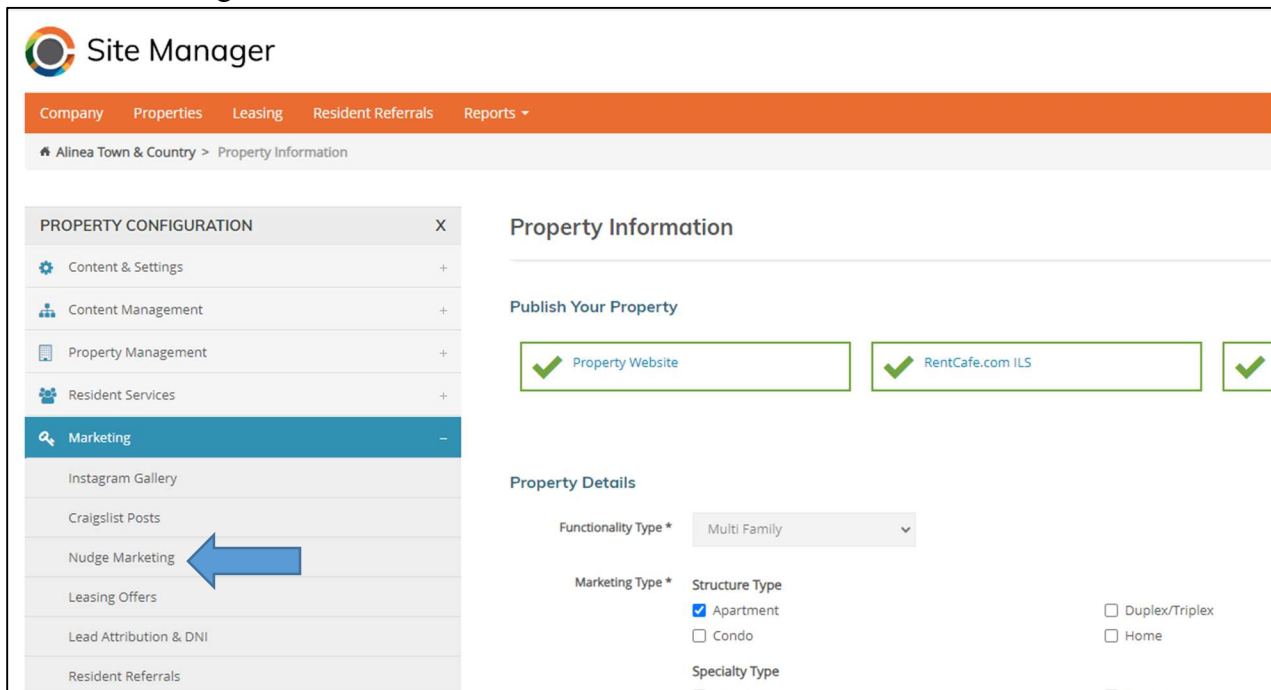 Site Manager
Company Properties Leasing Resident Referrals Reports
Alinea Town & Country > Property Information
PROPERTY CONFIGURATION X
Content & Settings +
Content Management +
Property Management +
Resident Services +
Marketing –
Instagram Gallery
Craigslist Posts
Nudge Marketing
Leasing Offers
Lead Attribution & DNI
Resident Referrals
Property Information
Publish Your Property
Property Website
RentCafe.com ILS
Property Details
Functionality Type * Multi Family
Marketing Type * Structure Type
Apartment Duplex/Triplex
Condo Home
Specialty Type